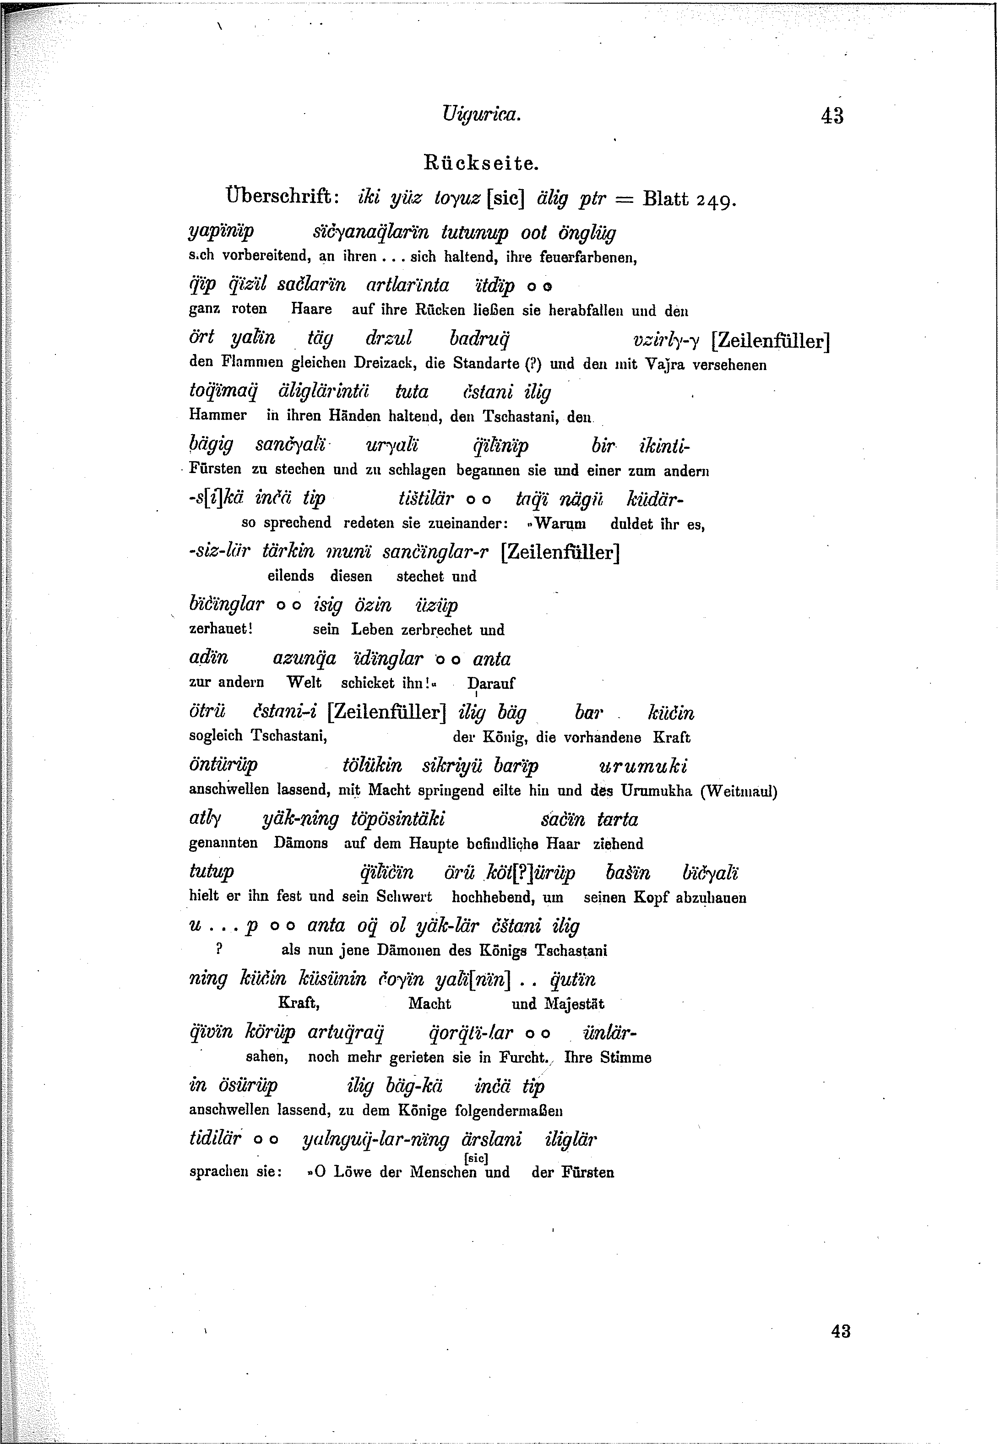 Uigurica. 43
Rückseite.
Überschrift: iki yüz toγuz [sic] älig ptr = Blatt 249.
yapïnïp sïčγanaq̈larïn tutunup oot önglüg
s.ch vorbereitend, an ihren . . . sich haltend, ihre feuerfarbenen,
q̈ïp q̈ïzïl sačlarïn artlarïnta ïtdïp o o
ganz roten Haare auf ihre Rücken ließen sie herabfallen und den
ört yalïn täg drzul badruq̈ vzirlγ-γ [Zeilenfüller]
den Flammen gleichen Dreizack, die Standarte (?) und den mit Vajra versehenen
toq̈ïmaq̈ äliglärintä tuta čstani ilig
Hammer in ihren Händen haltend, den Tschastani, den
bägig sančγalï urγalï q̈ïlïnïp bir ikinti-
Fürsten zu stechen und zu schlagen begannen sie und einer zum andern
-s[i]kä inčä tip tištilär o o taq̈ï nägü küdär-
so sprechend redeten sie zueinander: »Warum duldet ihr es,
-siz-lär tärkin munï sančïnglar-r [Zeilenfüller]
eilends diesen stechet und
bïčïnglar o o isig özin üzüp
zerhauet! sein Leben zerbrechet und
adïn azunq̈a ïdïnglar o o anta
zur andern Welt schicket ihn!« Darauf
ötrü čstani-i [Zeilenfüller] ilig bäg bar küčin
sogleich Tschastani, der König, die vorhandene Kraft
öntürüp tölükin sikriyü barïp urumuki
anschwellen lassend, mit Macht springend eilte hin und des Urumukha (Weitmaul)
atlγ yäk-ning töpösintäki sačïn tarta
genannten Dämons auf dem Haupte befindliche Haar ziehend
tutup q̈ïlïčïn örü köt[?]ürüp bašïn bïčγalï
hielt er ihn fest und sein Schwert hochhebend, um seinen Kopf abzuhauen
u . . . p o o anta oq̈ ol yäk-lär čštani ilig
? als nun jene Dämonen des Königs Tschastani
ning küčin küsünin čoγïn yalï[nïn] . . q̈utïn
Kraft, Macht und Majestät
q̈ïvïn körüp artuq̈raq̈ q̈orq̈tï-lar o o ünlär-
sahen, noch mehr gerieten sie in Furcht. Ihre Stimme
in ösürüp ilig bäg-kä inčä tip
anschwellen lassend, zu dem Könige folgendermaßen
tidilär o o yalnguq̈-lar-nïng ärslani iliglär
[sic]
sprachen sie: »O Löwe der Menschen und der Fürsten
43